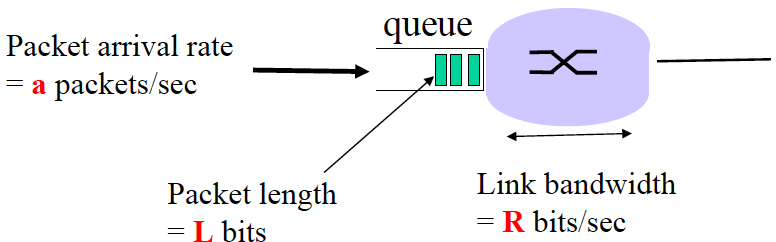 queue
Packet arrival rate
= a packets/sec
Packet length
= L bits
Link bandwidth
= R bits/sec